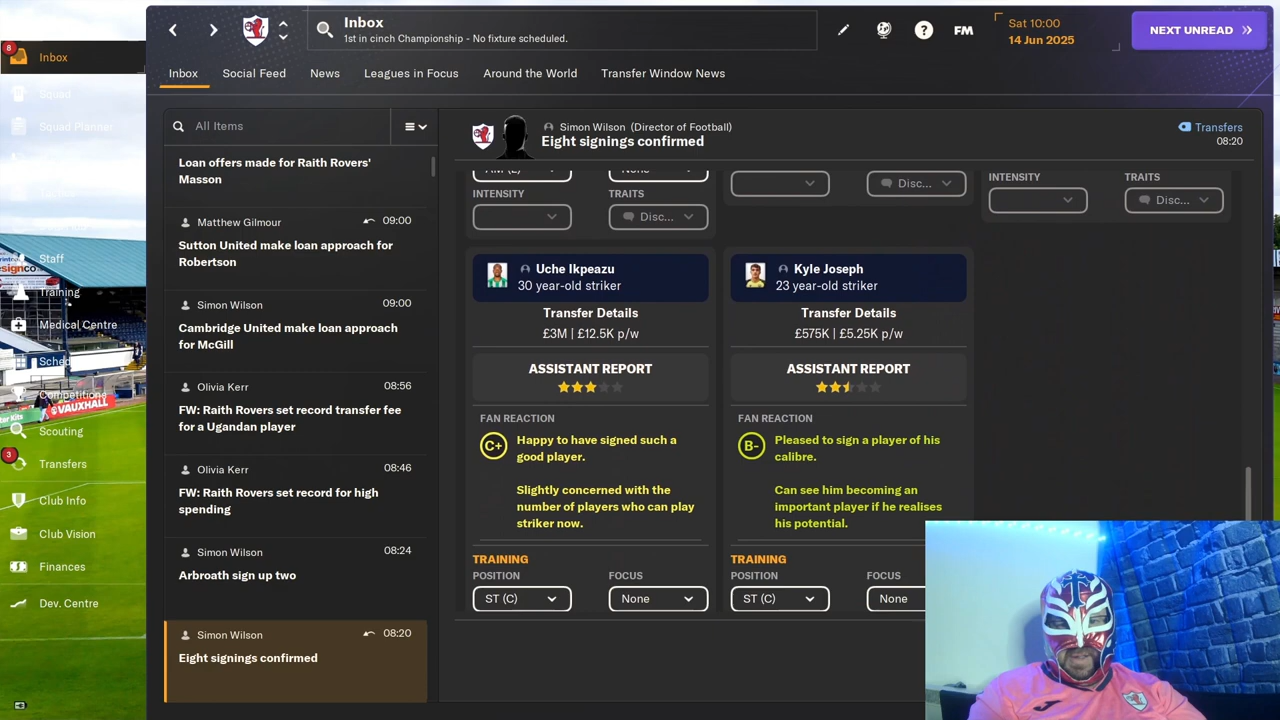 8
Inbox
Squad
Squad Planner
Staff
Training
Medical Centre
Sched
Competitions
VAUXHALL
Scouting
3
Transfers
Club Info
Club Vision
Finances
Dev. Centre
Inbox
1st in cinch Championship - No fixture scheduled.
?
FM
Sat 10:00
14 Jun 2025
NEXT UNREAD
Inbox
Social Feed
News
Leagues in Focus
Around the World
Transfer Window News
All Items
Loan offers made for Raith Rovers'
Masson
Matthew Gilmour
09:00
Sutton United make loan approach for
Robertson
Simon Wilson
09:00
Cambridge United make loan approach
for McGill
Olivia Kerr
08:56
FW: Raith Rovers set record transfer fee
for a Ugandan player
Olivia Kerr
08:46
FW: Raith Rovers set record for high
spending
Simon Wilson
08:24
Arbroath sign up two
Simon Wilson
08:20
Eight signings confirmed
Simon Wilson (Director of Football)
Eight signings confirmed
Transfers
08:20
INTENSITY
TRAITS
Disc...
Disc...
INTENSITY
TRAITS
Disc...
Uche Ikpeazu
30 year-old striker
Transfer Details
£3M | £12.5K p/w
ASSISTANT REPORT
FAN REACTION
C+
Happy to have signed such a
good player.
Slightly concerned with the
number of players who can play
striker now.
TRAINING
POSITION
FOCUS
ST (C)
None
Kyle Joseph
23 year-old striker
Transfer Details
£575K | £5.25K p/w
ASSISTANT REPORT
FAN REACTION
B-
Pleased to sign a player of his
calibre.
Can see him becoming an
important player if he realises
his potential.
TRAINING
POSITION
FOCUS
ST (C)
None